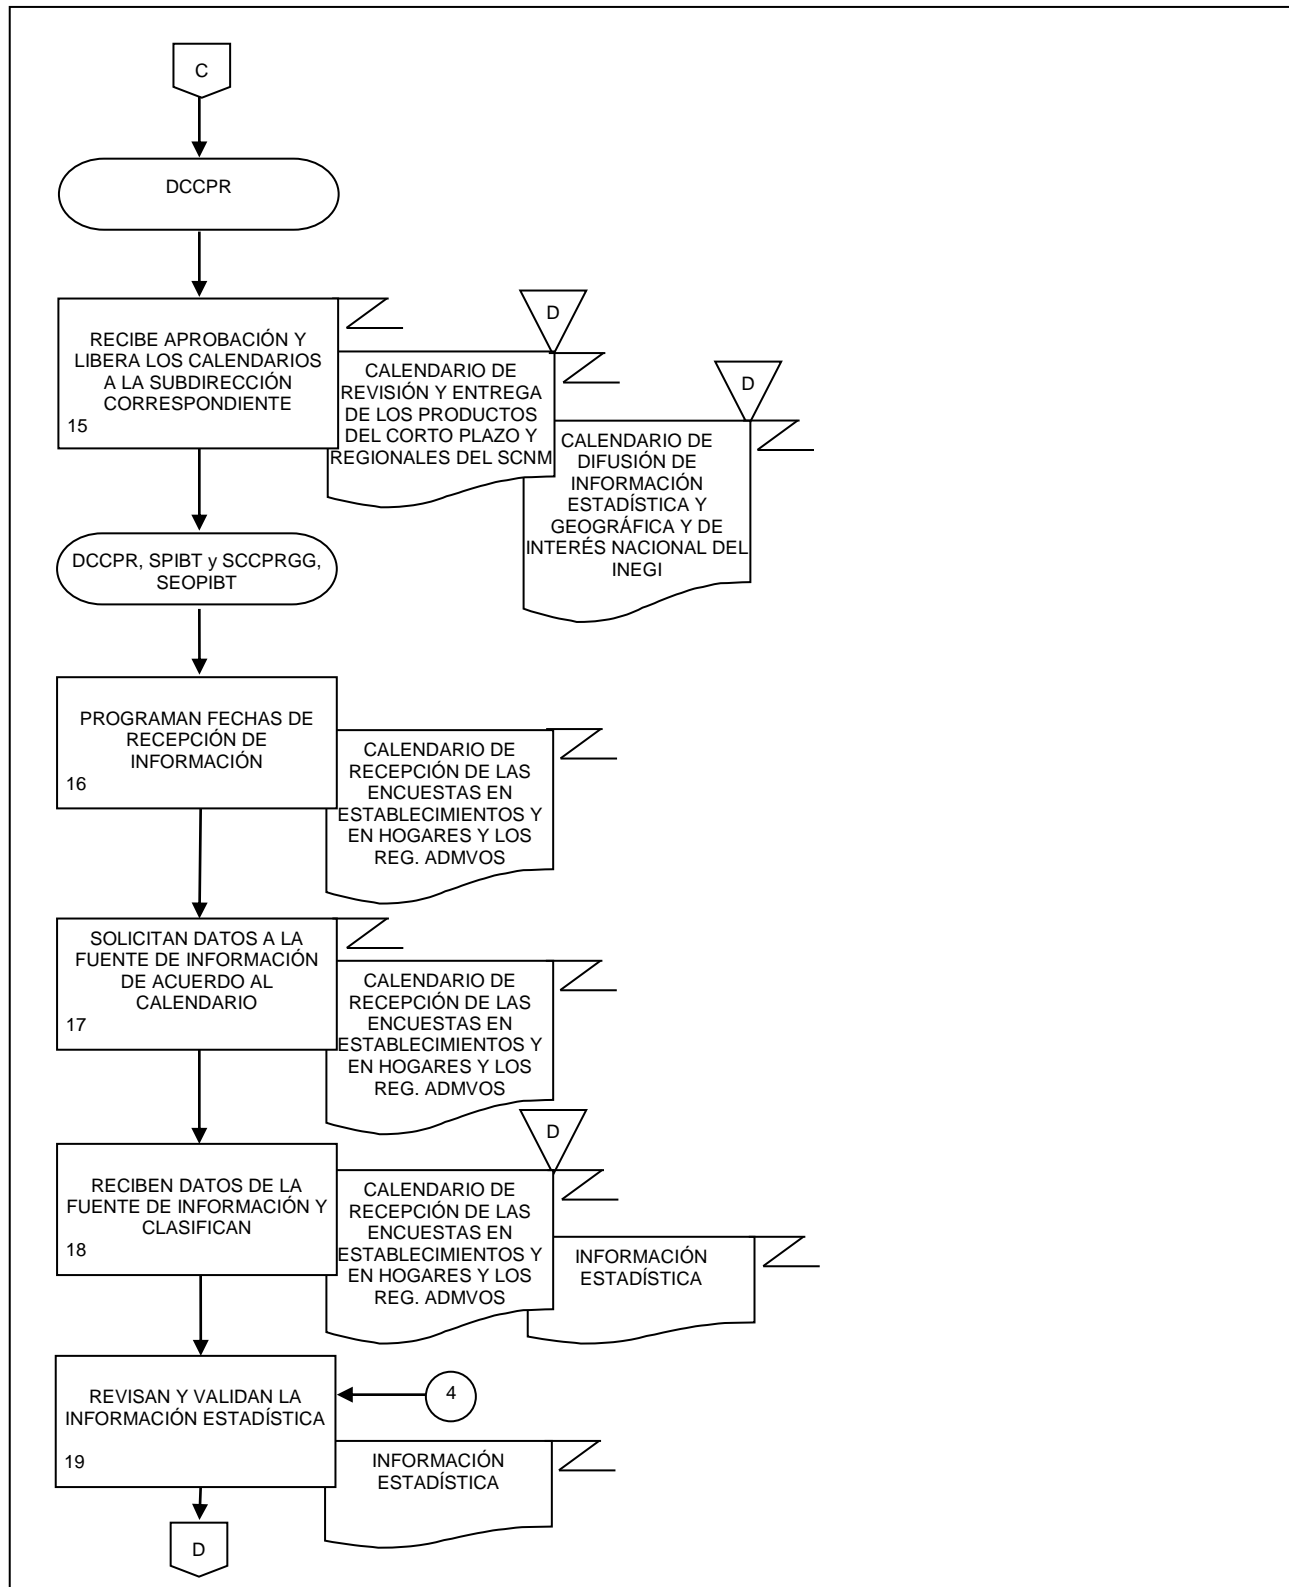 C
DCCPR
RECIBE APROBACIÓN Y
LIBERA LOS CALENDARIOS
A LA SUBDIRECCIÓN
CORRESPONDIENTE
15
D
CALENDARIO DE
REVISIÓN Y ENTREGA
DE LOS PRODUCTOS
DEL CORTO PLAZO Y
REGIONALES DEL SCNM
D
CALENDARIO DE
DIFUSIÓN DE
INFORMACIÓN
ESTADÍSTICA Y
GEOGRÁFICA Y DE
INTERÉS NACIONAL DEL
INEGI
DCCPR, SPIBT y SCCPRGG,
SEOPIBT
PROGRAMAN FECHAS DE
RECEPCIÓN DE
INFORMACIÓN
16
CALENDARIO DE
RECEPCIÓN DE LAS
ENCUESTAS EN
ESTABLECIMIENTOS Y
EN HOGARES Y LOS
REG. ADMVOS
SOLICITAN DATOS A LA
FUENTE DE INFORMACIÓN
DE ACUERDO AL
CALENDARIO
17
CALENDARIO DE
RECEPCIÓN DE LAS
ENCUESTAS EN
ESTABLECIMIENTOS Y
EN HOGARES Y LOS
REG. ADMVOS
RECIBEN DATOS DE LA
FUENTE DE INFORMACIÓN Y
CLASIFICAN
18
D
CALENDARIO DE
RECEPCIÓN DE LAS
ENCUESTAS EN
ESTABLECIMIENTOS Y
EN HOGARES Y LOS
REG. ADMVOS
INFORMACIÓN
ESTADÍSTICA
REVISAN Y VALIDAN LA
INFORMACIÓN ESTADÍSTICA
19
4
INFORMACIÓN
ESTADÍSTICA
D